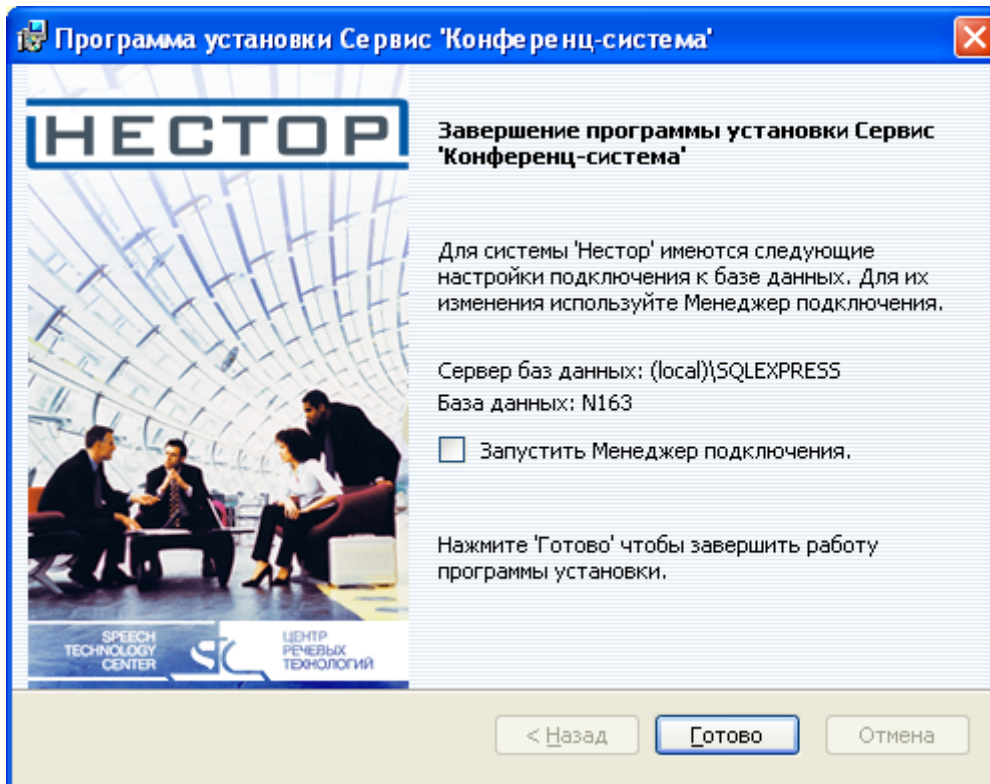 Программа установки Сервис 'Конференц-система'
НЕСТОР
Завершение программы установки Сервис
'Конференц-система'
Для системы 'Нестор' имеются следующие
настройки подключения к базе данных. Для их
изменения используйте Менеджер подключения.
Сервер баз данных: (local)\SQLEXPRESS
База данных: N163
Запустить Менеджер подключения.
Нажмите 'Готово' чтобы завершить работу
программы установки.
SPEECH
TECHNOLOGY
CENTER
ЦЕНТР
РЕЧЕВЫХ
ТЕХНОЛОГИЙ
< Назад
Готово
Отмена